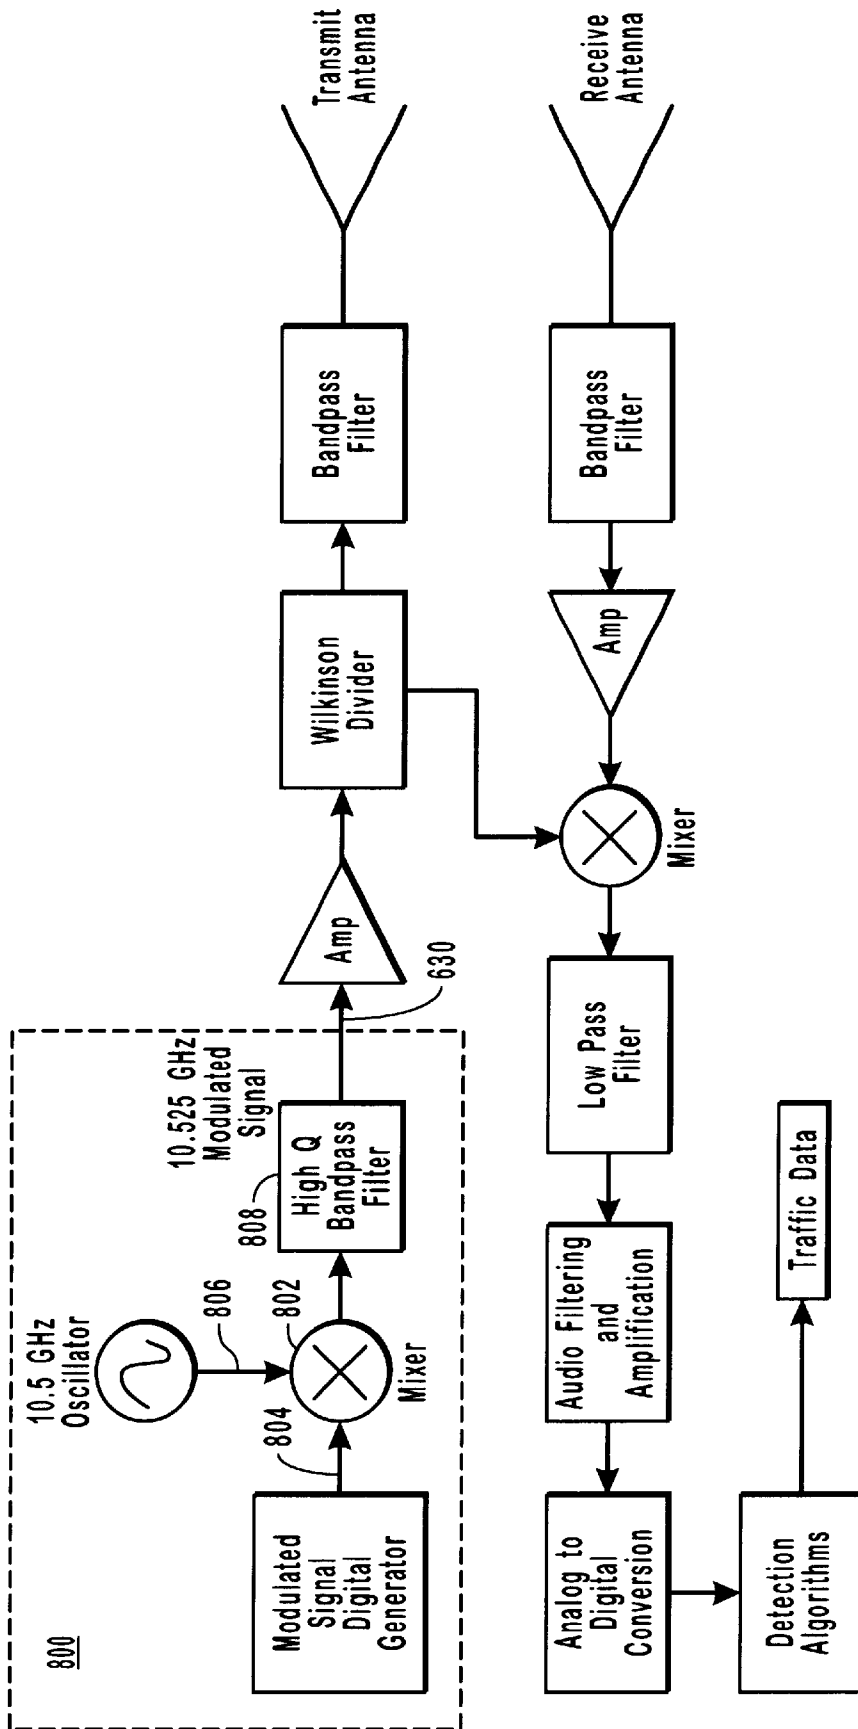 800
10.5 GHz
Oscillator
806
Modulated
Signal
Digital
Generator
804
802
Mixer
808
High Q
Bandpass
Filter
10.525 GHz
Modulated
Signal
630
Amp
Wilkinson
Divider
Bandpass
Filter
Transmit
Antenna
Receive
Antenna
Bandpass
Filter
Amp
Mixer
Low Pass
Filter
Audio Filtering
and
Amplification
Analog to
Digital
Conversion
Detection
Algorithms
Traffic Data